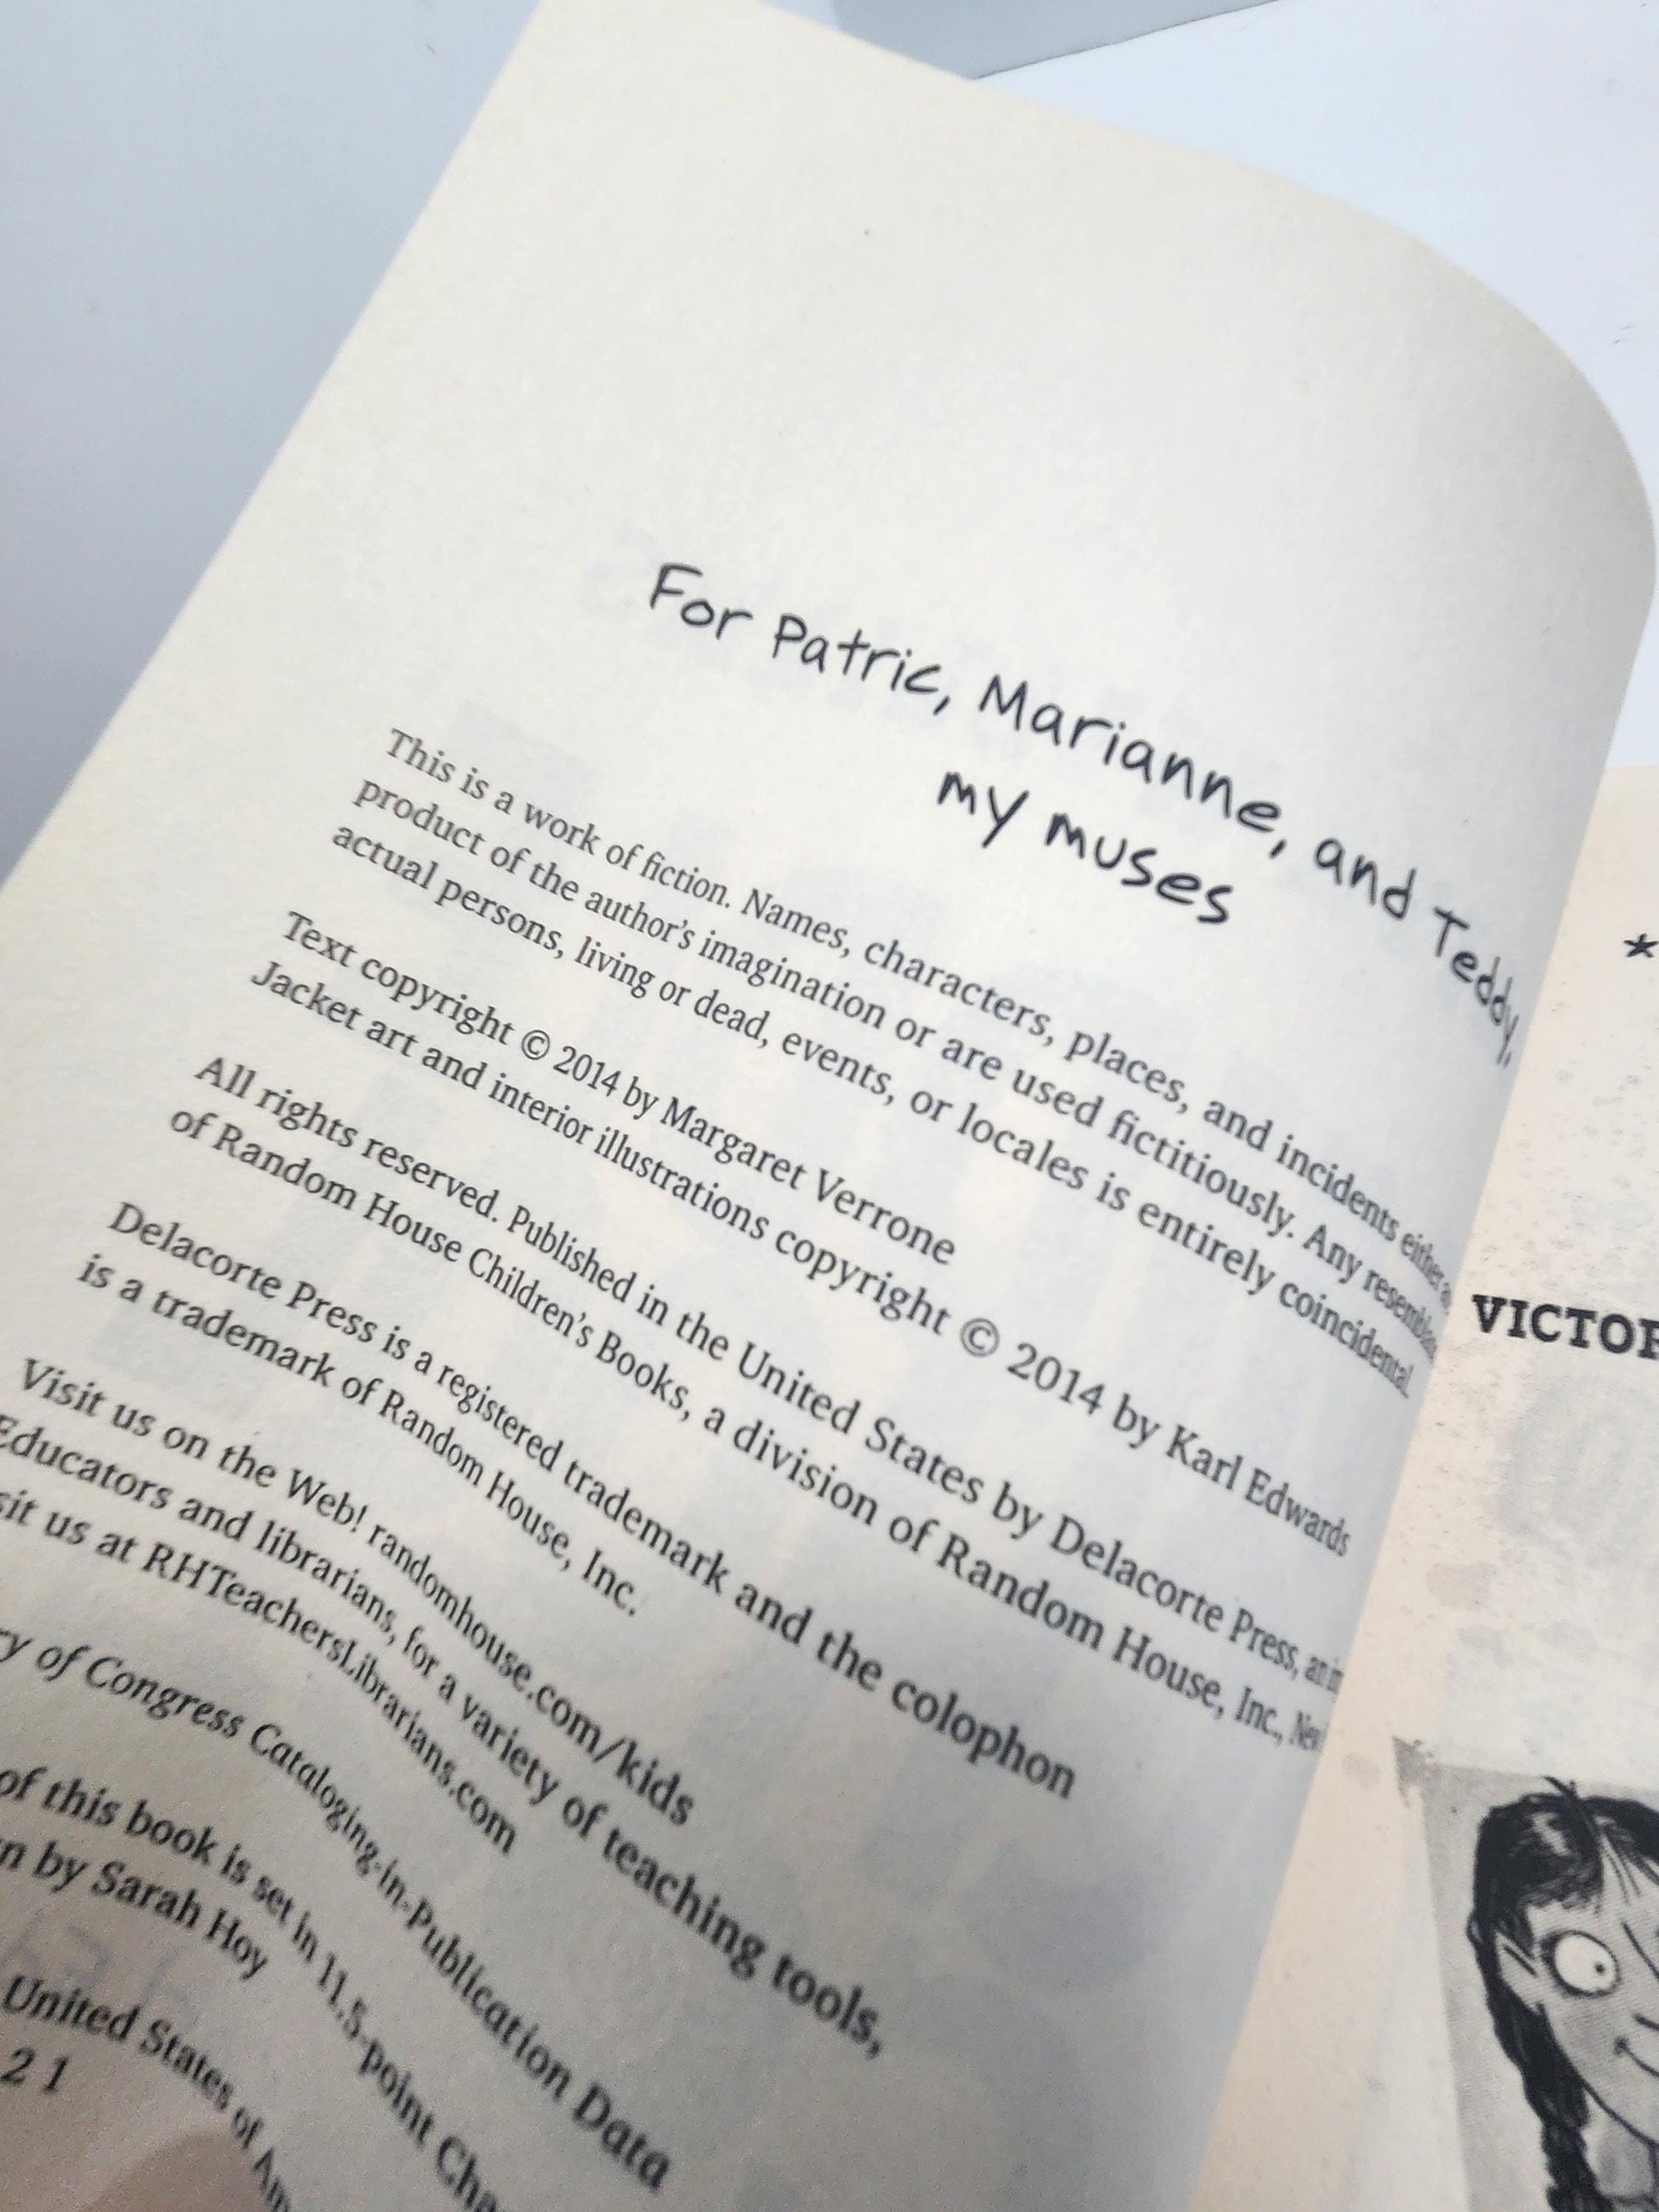 For Patric, Marianne, and Teddy,
my muses
This is a work of fiction. Names, characters, places, and incidents either
product of the author's imagination or are used fictitiously. Any
actual persons, living or dead, events, or locales is entirely coincidental.
Text copyright © 2014 by Margaret Verrone
Jacket art and interior illustrations copyright © 2014 by Karl Edwards
All rights reserved. Published in the United States by Delacorte Press, an
of Random House Children's Books, a division of Random House, Inc.,
Delacorte Press is a registered trademark and the colophon
is a trademark of Random House, Inc.
Visit us on the Web! randomhouse.com/kids
Educators and librarians, for a variety of teaching tools,
sit us at RHTeachersLibrarians.com
ry of Congress Cataloging-in-Publication Data
of this book is set in 11.5-point Cha
n by Sarah Hoy
United States of Am
2 1
*
VICTOR